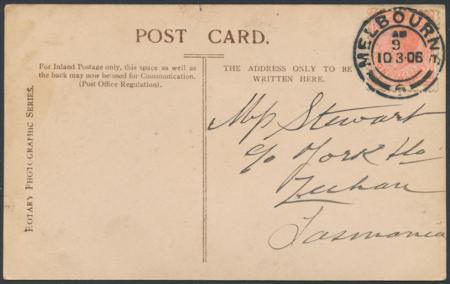 POST CARD.
For Inland Postage only, this space as well as
the back may now be used for Communication.
(Post Office Regulation).
THE ADDRESS ONLY TO BE
WRITTEN HERE.
ROTARY PHOTOGRAPHIC SERIES.
MELBOURNE
9
10 3·06
Stewart
c/o York Ho
Zeehan
Tasmania